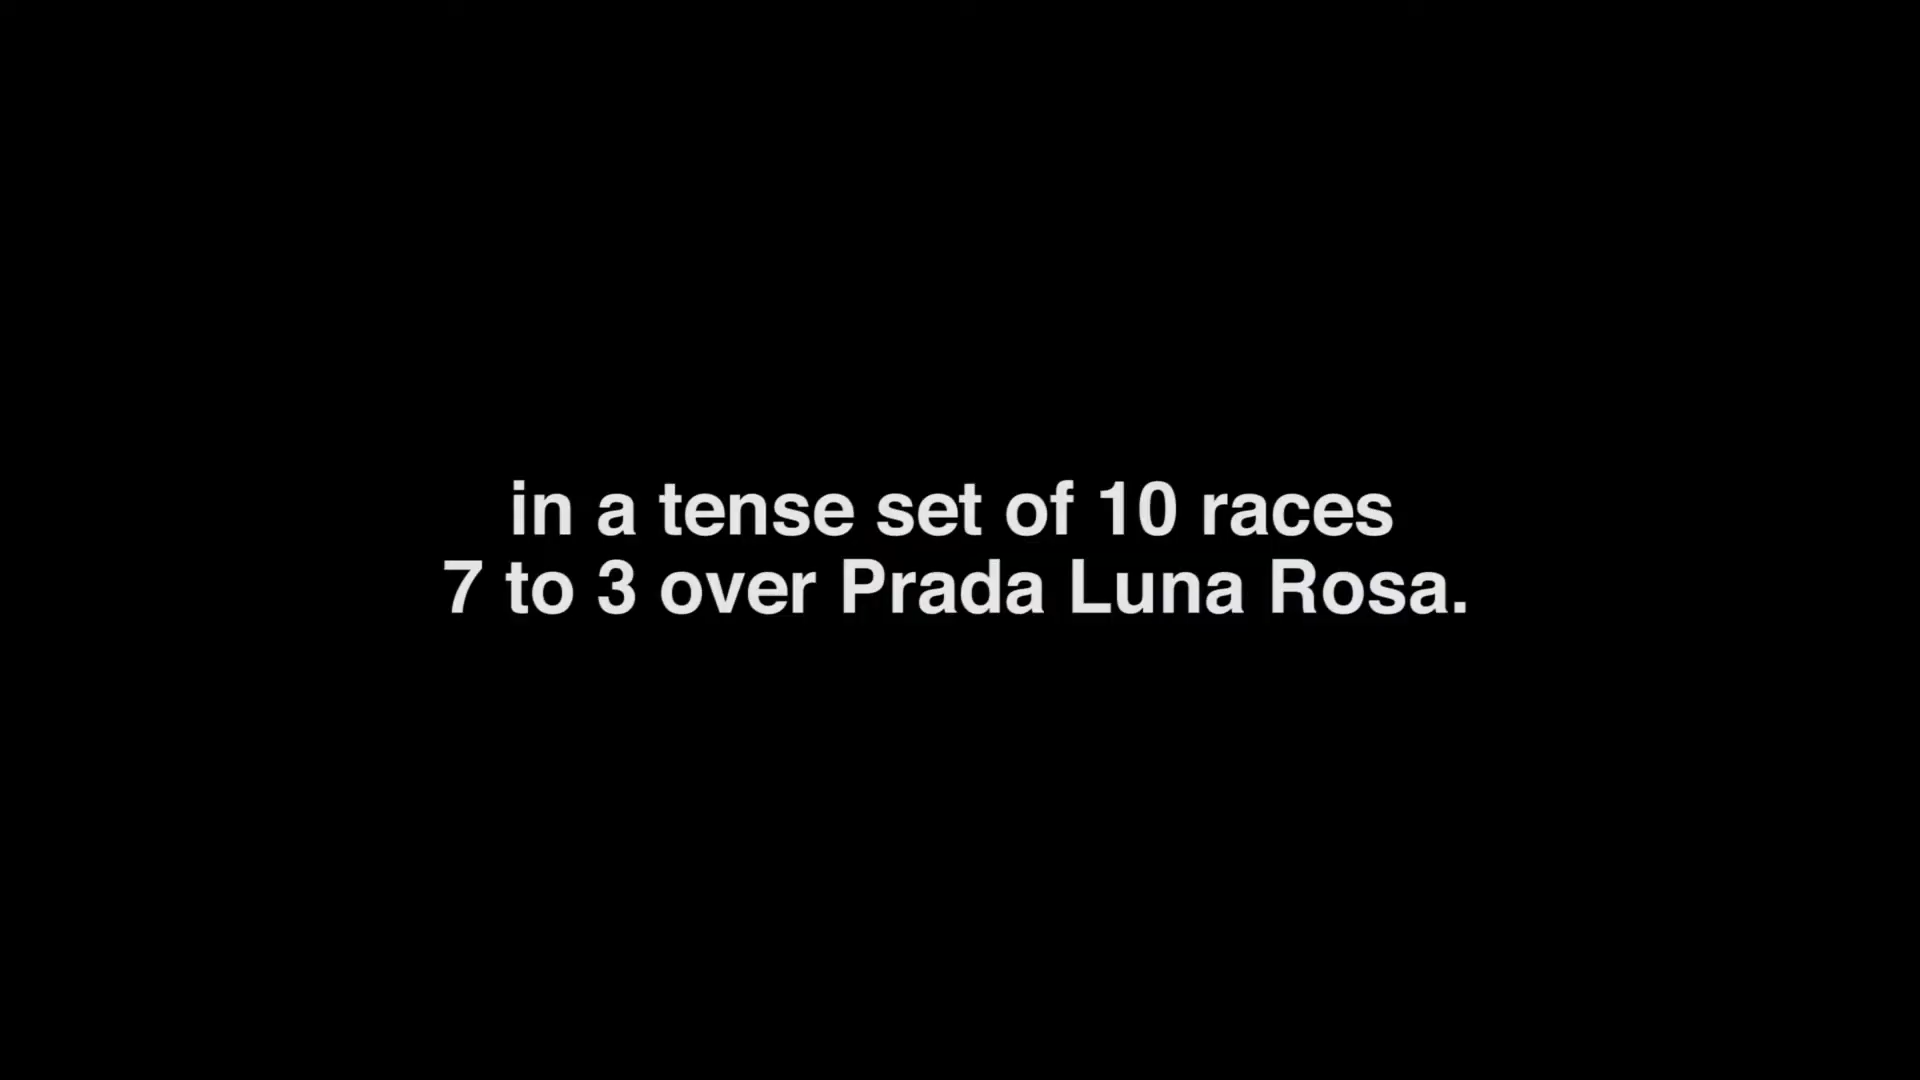 in a tense set of 10 races
7 to 3 over Prada Luna Rosa.